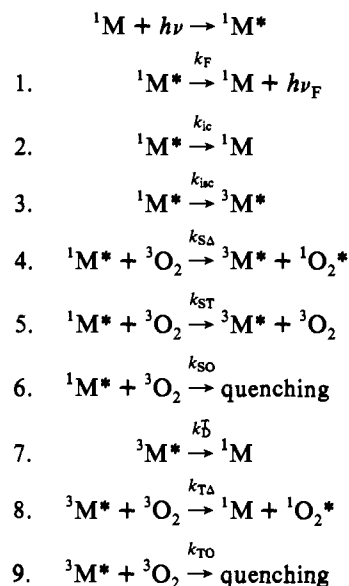 ¹M + hν → ¹M*
1. ¹M* →(k_F) ¹M + hν_F
2. ¹M* →(k_ic) ¹M
3. ¹M* →(k_isc) ³M*
4. ¹M* + ³O₂ →(k_SΔ) ³M* + ¹O₂*
5. ¹M* + ³O₂ →(k_ST) ³M* + ³O₂
6. ¹M* + ³O₂ →(k_SO) quenching
7. ³M* →(k_D^T) ¹M
8. ³M* + ³O₂ →(k_TΔ) ¹M + ¹O₂*
9. ³M* + ³O₂ →(k_TO) quenching